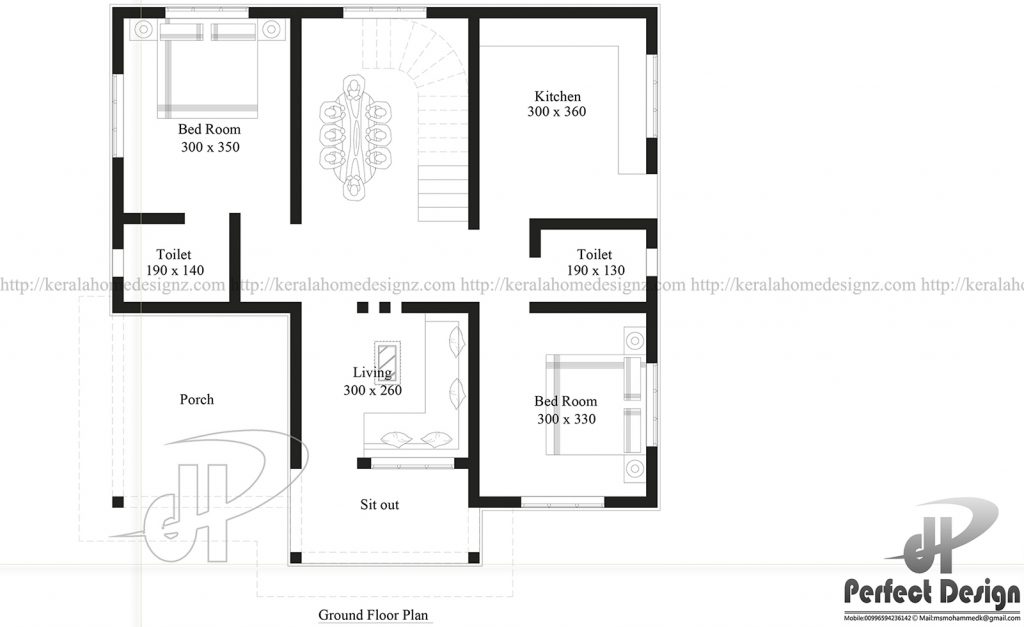 Bed Room
300 x 350
Kitchen
300 x 360
Toilet
190 x 140
Toilet
190 x 130
http://keralahomedesignz.com http://keralahomedesignz.com http://keralahomedesignz.com http://keralahomedesignz.com http://keralaho
Living
300 x 260
Porch
Bed Room
300 x 330
Sit out
dHP
dHP
Perfect Design
Mobile:00996594236142 © Mail:msmohammedk@gmail.com
Ground Floor Plan